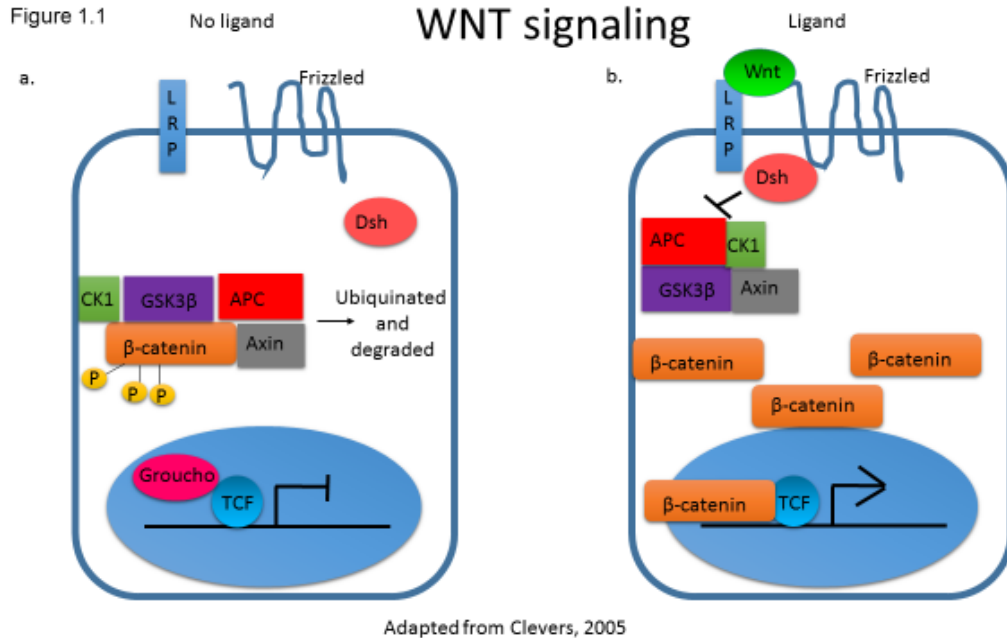 Figure 1.1
WNT signaling
No ligand
Ligand
a.
L
R
P
Frizzled
Dsh
CK1
GSK3β
APC
β-catenin
Axin
P
P
P
Ubiquinated
and
degraded
Groucho
TCF
b.
Wnt
L
R
P
Frizzled
Dsh
APC
CK1
GSK3β
Axin
β-catenin
β-catenin
β-catenin
β-catenin
TCF
Adapted from Clevers, 2005